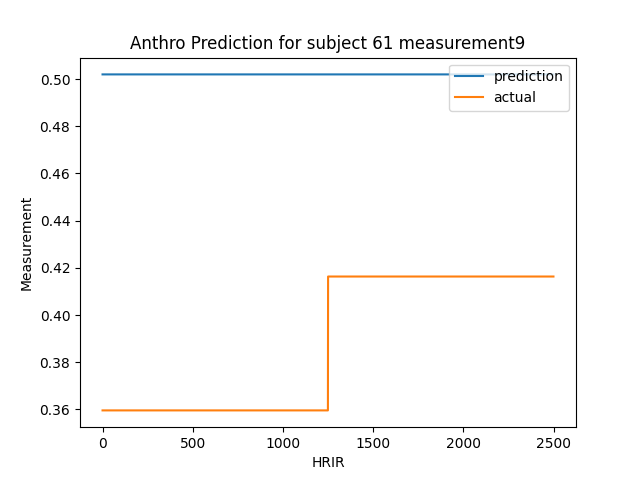 Anthro Prediction for subject 61 measurement9
prediction
actual
0.50
0.48
0.46
0.44
0.42
0.40
0.38
0.36
Measurement
0
500
1000
1500
2000
2500
HRIR